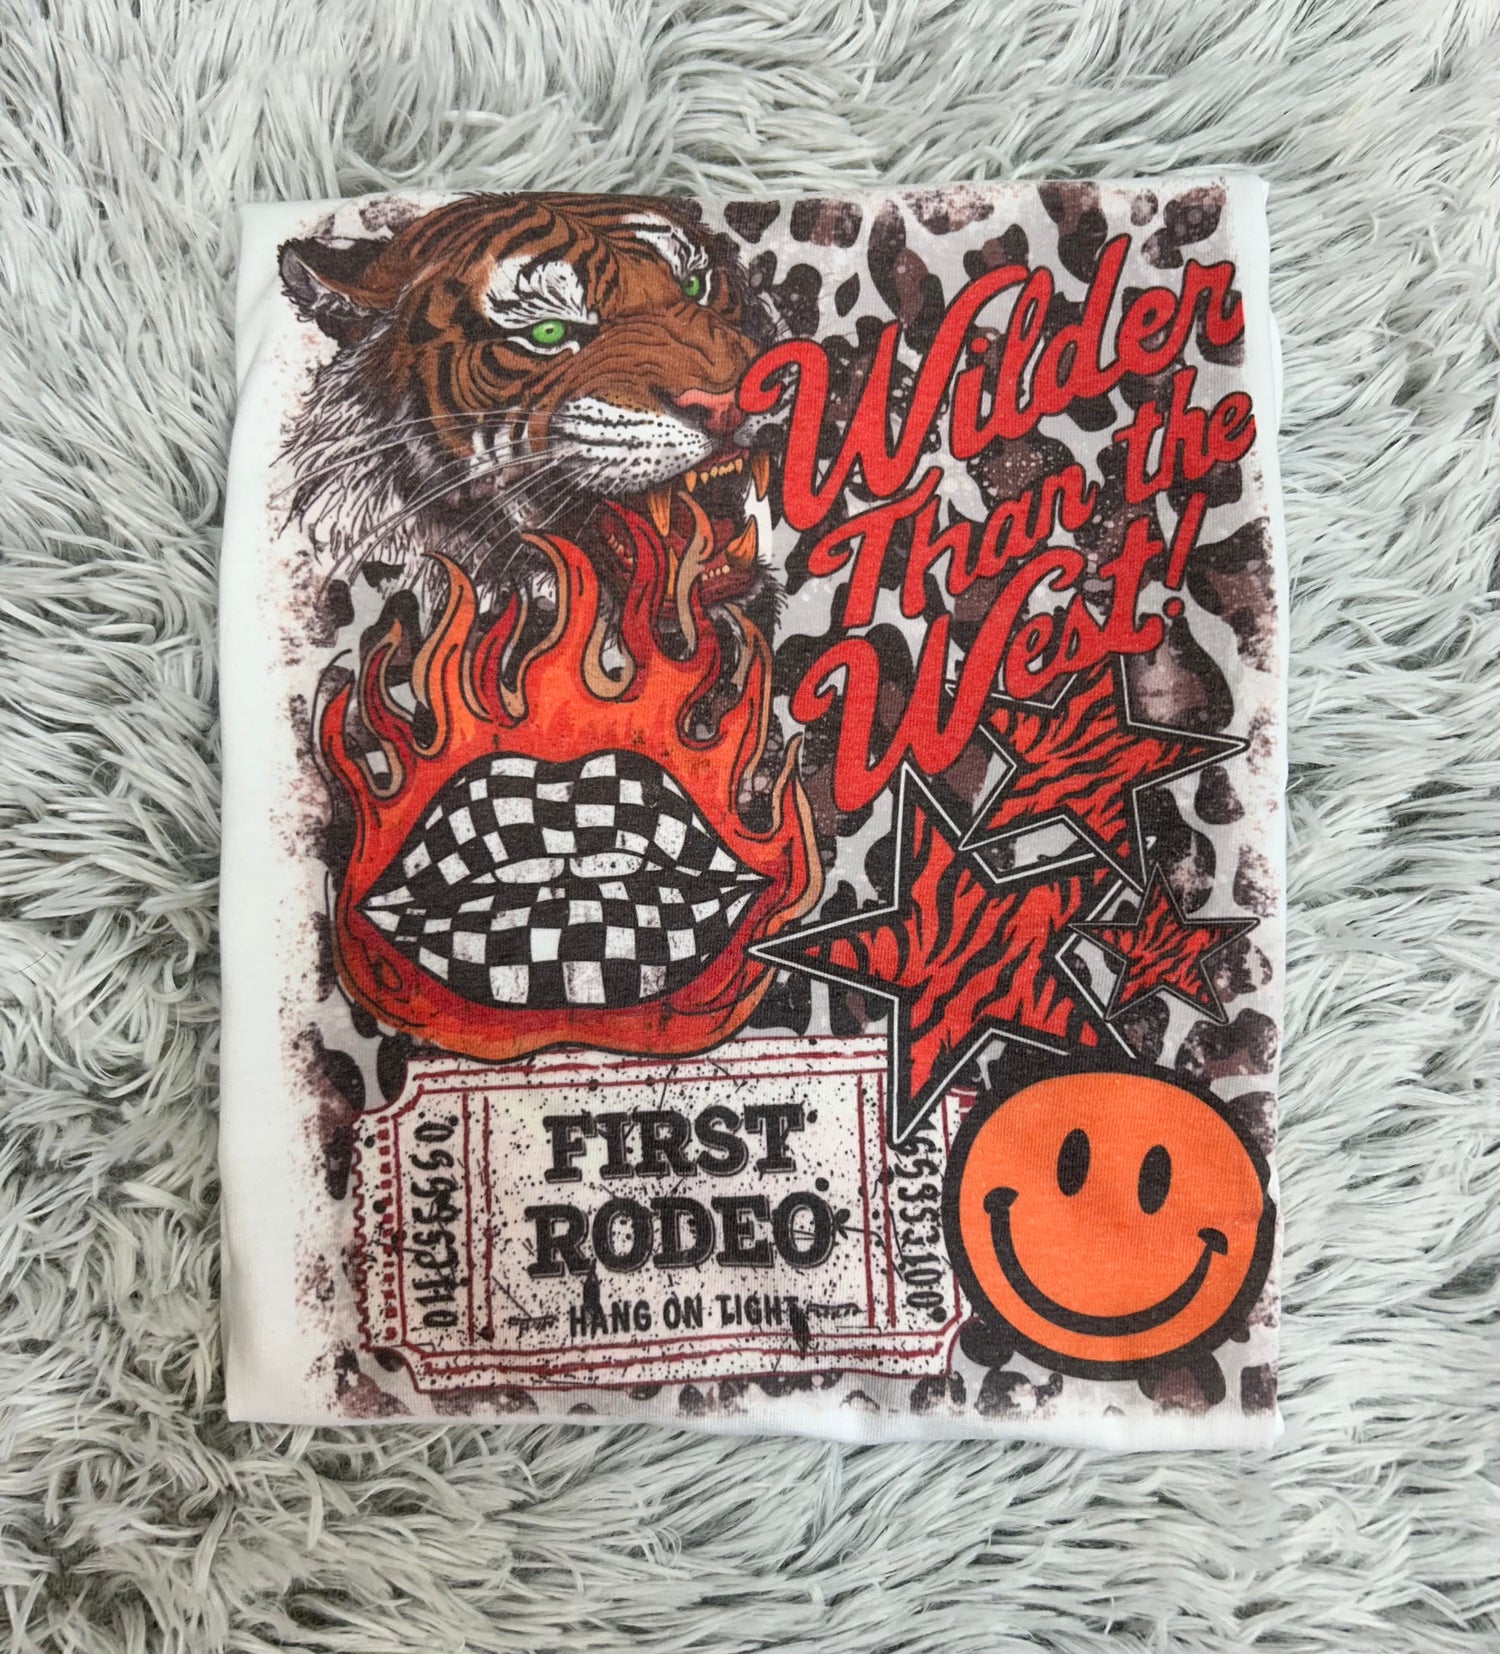 Wilder
Than the
West!
FIRST
RODEO
HANG ON TIGHT